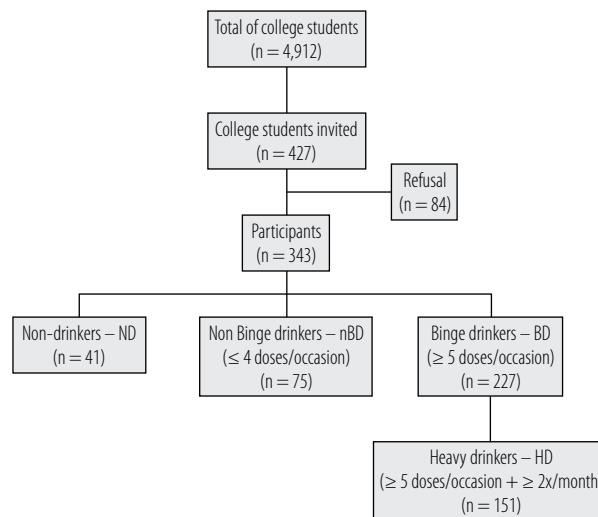 Total of college students
(n = 4,912)
College students invited
(n = 427)
Refusal
(n = 84)
Participants
(n = 343)
Non-drinkers – ND
(n = 41)
Non Binge drinkers – nBD
(≤ 4 doses/occasion)
(n = 75)
Binge drinkers – BD
(≥ 5 doses/occasion)
(n = 227)
Heavy drinkers – HD
(≥ 5 doses/occasion + ≥ 2x/month
(n = 151)